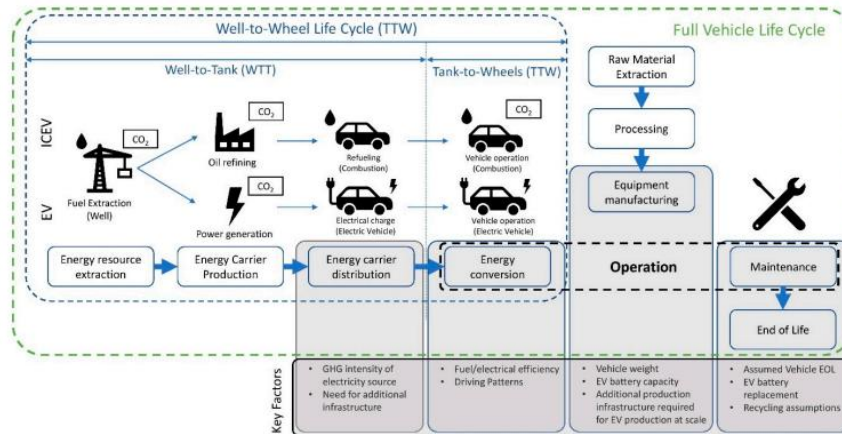 Well-to-Wheel Life Cycle (TTW)
Full Vehicle Life Cycle
Well-to-Tank (WTT)
Tank-to-Wheels (TTW)
Raw Material
Extraction
Processing
Equipment
manufacturing
ICEV
EV
CO2
CO2
CO2
CO2
Fuel Extraction
(Well)
Oil refining
Refueling
(Combustion)
Vehicle operation
(Combustion)
Power generation
Electrical charge
(Electric Vehicle)
Vehicle operation
(Electric Vehicle)
Energy resource
extraction
Energy Carrier
Production
Energy carrier
distribution
Energy
conversion
Operation
Maintenance
End of Life
Key Factors
• GHG intensity of
electricity source
• Need for additional
infrastructure
• Fuel/electrical efficiency
• Driving Patterns
• Vehicle weight
• EV battery capacity
• Additional production
infrastructure required
for EV production at scale
• Assumed Vehicle EOL
• EV battery
replacement
• Recycling assumptions